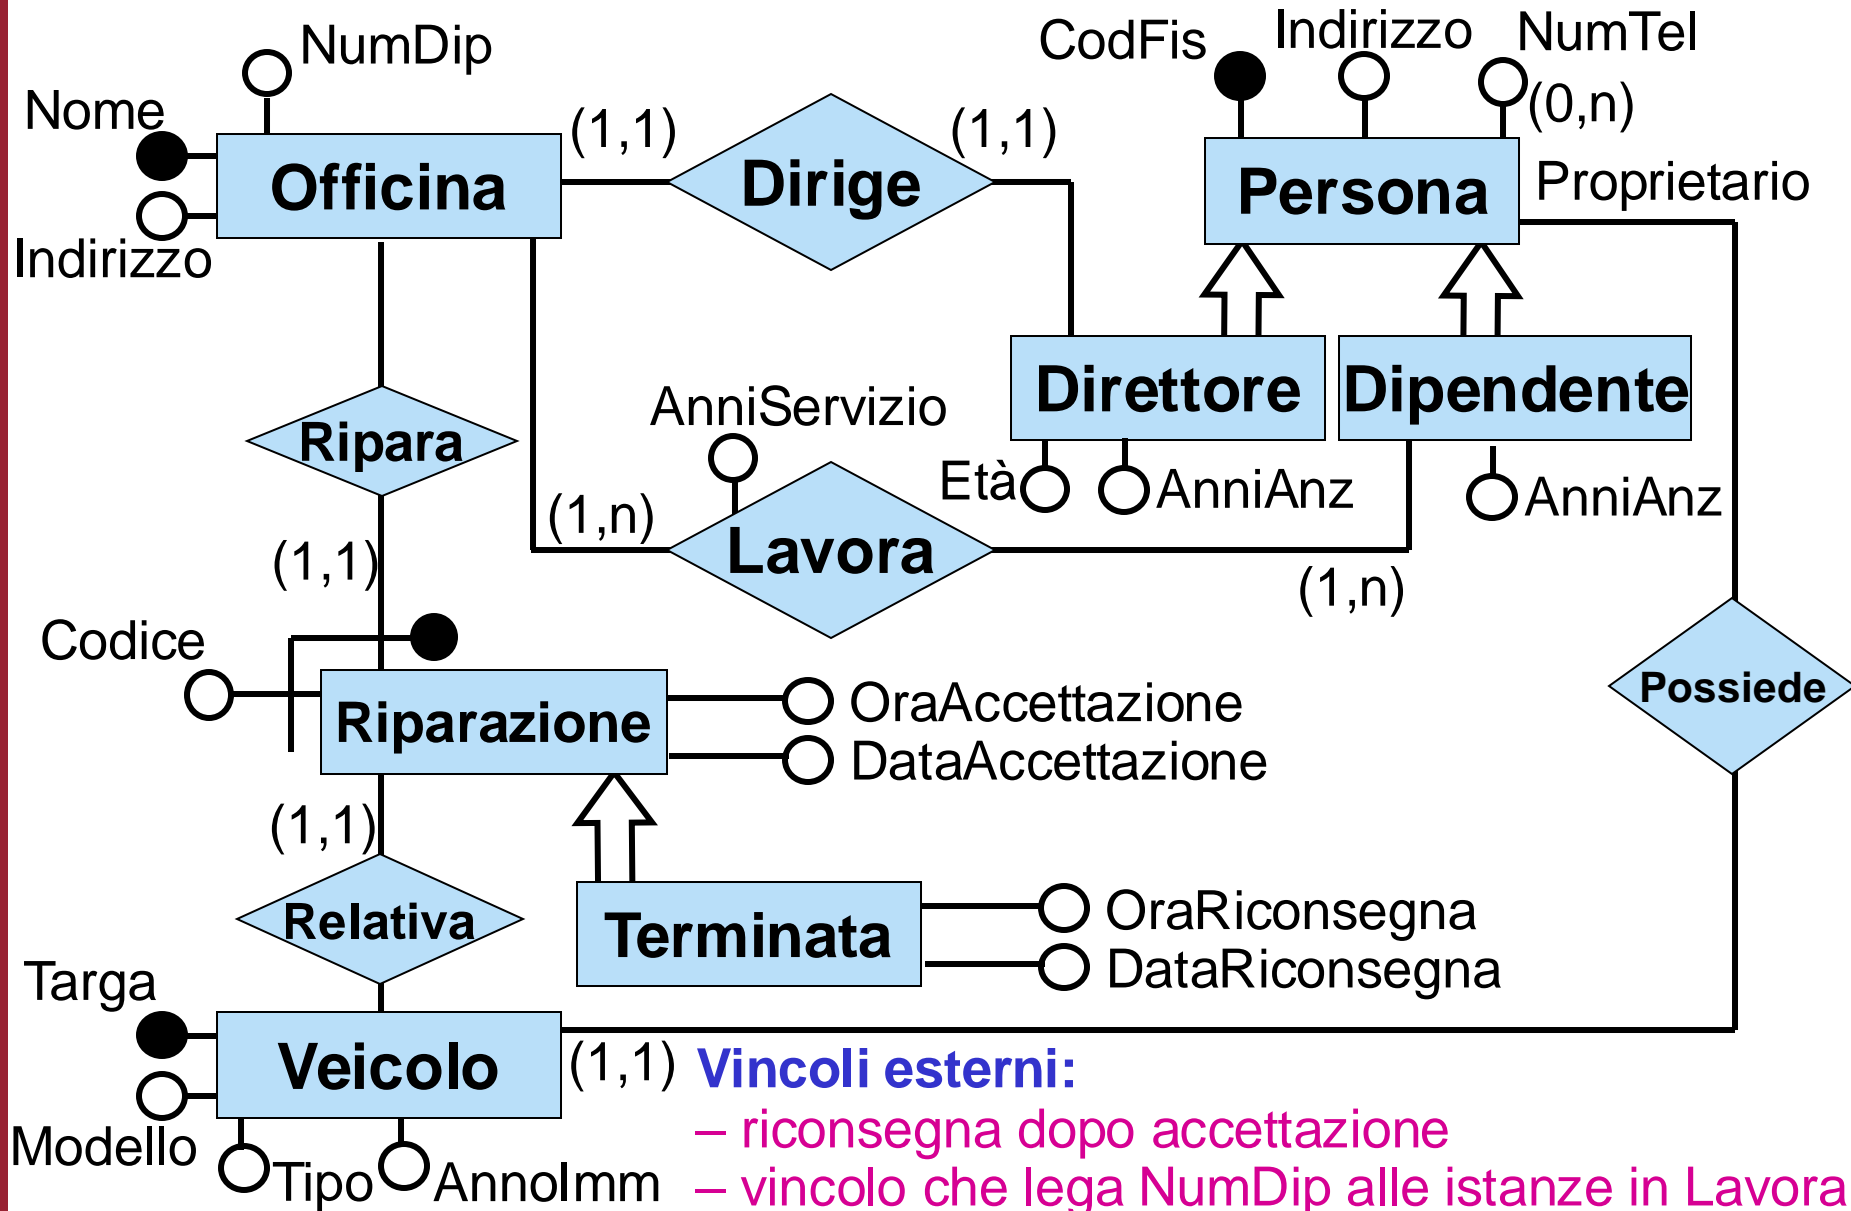 CodFis
Indirizzo
NumTel
NumDip
Nome
(1,1)
(1,1)
(0,n)
Officina
Dirige
Persona
Proprietario
Indirizzo
AnniServizio
Direttore
Dipendente
Ripara
Età
AnniAnz
AnniAnz
(1,n)
Lavora
(1,1)
(1,n)
Codice
Possiede
Riparazione
OraAccettazione
DataAccettazione
(1,1)
Relativa
Terminata
OraRiconsegna
DataRiconsegna
Targa
Veicolo
(1,1)
Vincoli esterni:
– riconsegna dopo accettazione
Modello
Tipo
AnnoImm
– vincolo che lega NumDip alle istanze in Lavora